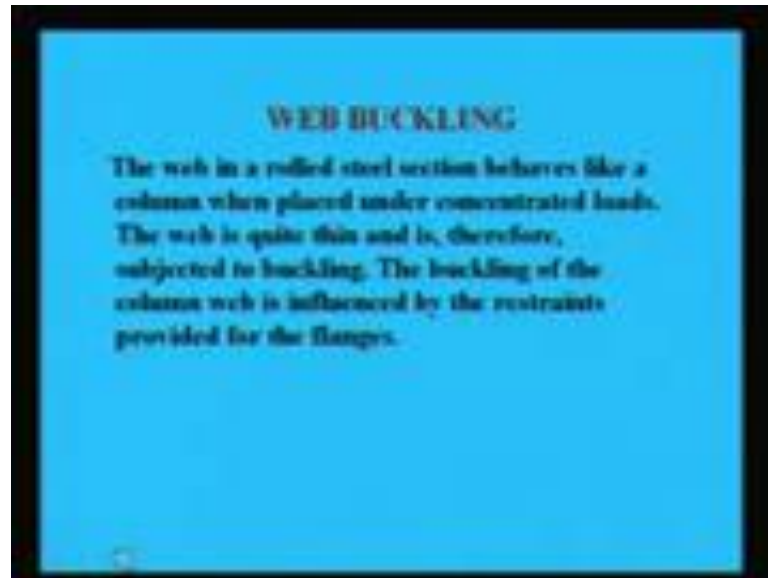 WEB BUCKLING
The web in a rolled steel section behaves like a
column when placed under concentrated loads.
The web is quite thin and is, therefore,
subjected to buckling. The buckling of the
column web is influenced by the restraints
provided for the flanges.